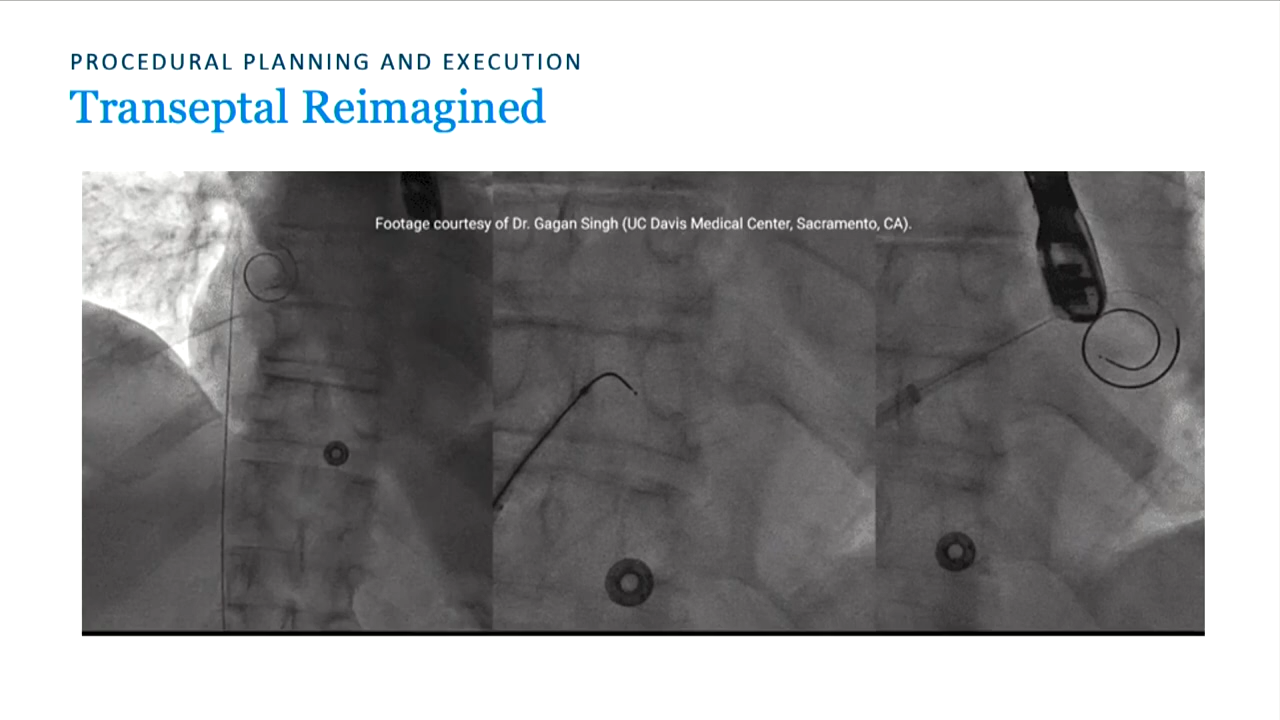 PROCEDURAL PLANNING AND EXECUTION
Transeptal Reimagined
Footage courtesy of Dr. Gagan Singh (UC Davis Medical Center, Sacramento, CA).